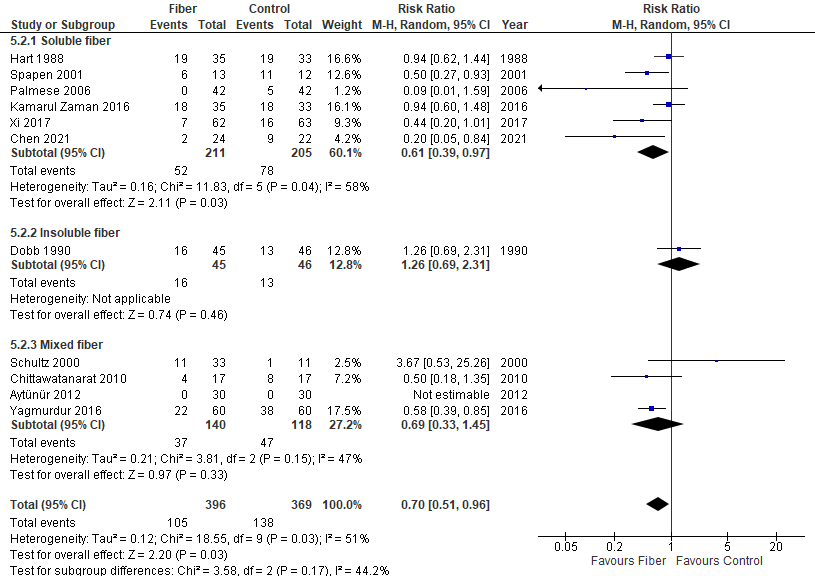 Fiber Control Risk Ratio Risk Ratio
Study or Subgroup Events Total Events Total Weight M-H, Random, 95% CI Year M-H, Random, 95% CI
5.2.1 Soluble fiber
Hart 1988 19 35 19 33 16.6% 0.94 [0.62, 1.44] 1988
Spapen 2001 6 13 11 12 12.6% 0.50 [0.27, 0.93] 2001
Palmese 2006 0 42 5 42 1.4% 0.09 [0.01, 1.59] 2006
Kamarul Zaman 2016 18 35 18 33 16.1% 0.94 [0.60, 1.48] 2016
Xi 2017 7 62 16 63 9.3% 0.44 [0.20, 1.01] 2017
Chen 2021 2 24 9 22 4.2% 0.20 [0.05, 0.84] 2021
Subtotal (95% CI) 211 205 60.1% 0.61 [0.39, 0.97]
Total events 52 78
Heterogeneity: Tau² = 0.16; Chi² = 11.83, df = 5 (P = 0.04); I² = 58%
Test for overall effect: Z = 2.11 (P = 0.03)
5.2.2 Insoluble fiber
Dobb 1990 16 45 13 46 12.8% 1.26 [0.69, 2.31] 1990
Subtotal (95% CI) 45 46 12.8% 1.26 [0.69, 2.31]
Total events 16 13
Heterogeneity: Not applicable
Test for overall effect: Z = 0.74 (P = 0.46)
5.2.3 Mixed fiber
Schultz 2000 11 33 1 11 2.5% 3.67 [0.53, 25.26] 2000
Chittawatanarat 2010 4 17 8 17 7.2% 0.50 [0.18, 1.35] 2010
Aytünür 2012 0 30 0 30 Not estimable 2012
Yagmurdur 2016 22 60 38 60 17.5% 0.58 [0.39, 0.85] 2016
Subtotal (95% CI) 140 118 27.2% 0.69 [0.33, 1.45]
Total events 37 47
Heterogeneity: Tau² = 0.21; Chi² = 3.81, df = 2 (P = 0.15); I² = 47%
Test for overall effect: Z = 0.97 (P = 0.33)
Total (95% CI) 396 369 100.0% 0.70 [0.51, 0.96]
Total events 105 138
Heterogeneity: Tau² = 0.12; Chi² = 18.55, df = 9 (P = 0.03); I² = 51%
Test for overall effect: Z = 2.20 (P = 0.03)
Test for subgroup differences: Chi² = 3.58, df = 2 (P = 0.17), I² = 44.2%
0.05 0.2 1 5 20
Favours Fiber Favours Control